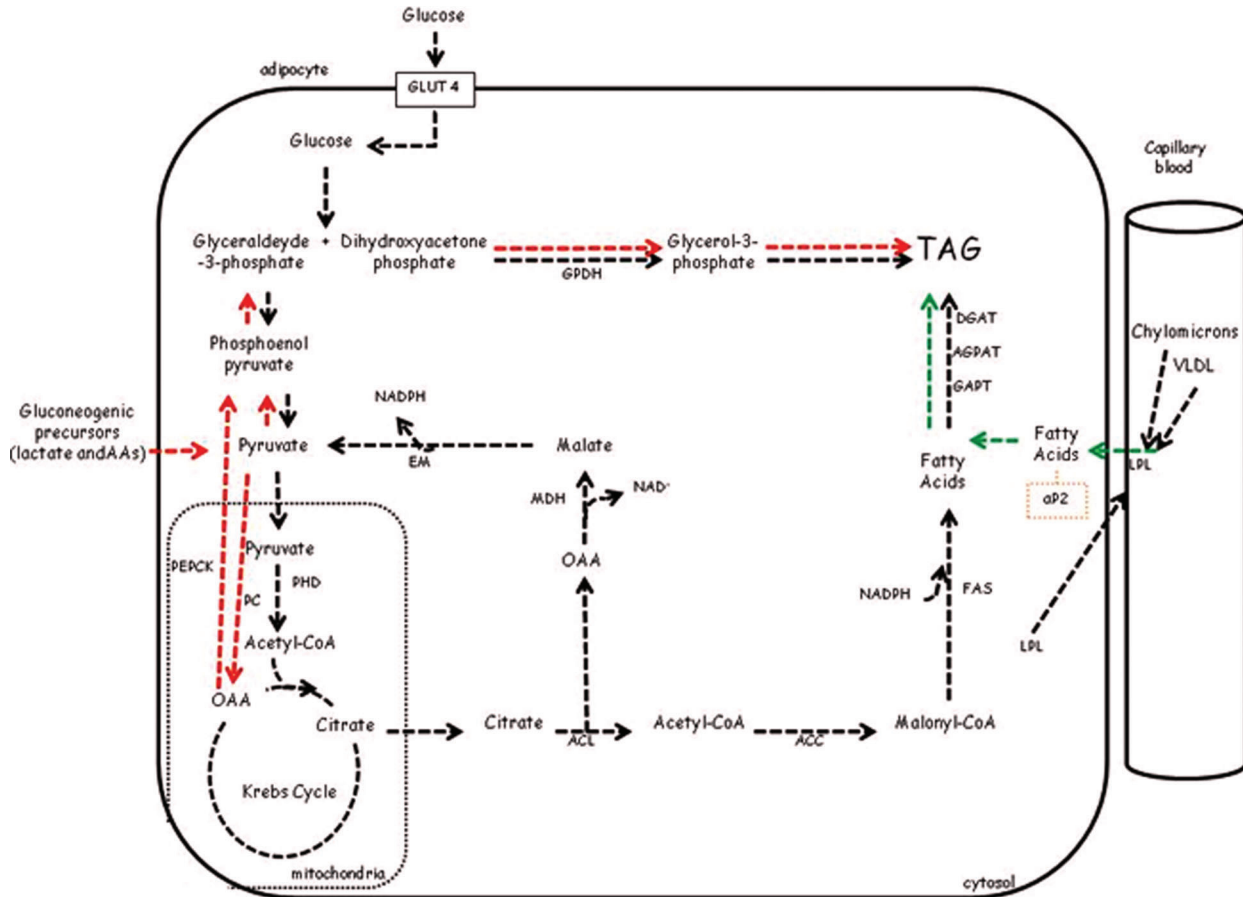 Glucose
adipocyte
GLUT 4
Glucose
Capillary
blood
Glyceraldeyde
-3-phosphate
+
Dihydroxyacetone
phosphate
GPDH
Glycerol-3-
phosphate
TAG
Phosphoenol
pyruvate
DGAT
AGPAT
GAPT
Chylomicrons
VLDL
Gluconeogenic
precursors
(lactate andAAs)
Pyruvate
NADPH
EM
Malate
Fatty
Acids
Fatty
Acids
LPL
aP2
MDH
NAD+
Pyruvate
PEPCK
PHD
PC
OAA
NADPH
FAS
Acetyl-CoA
LPL
OAA
Citrate
Citrate
ACL
Acetyl-CoA
ACC
Malonyl-CoA
Krebs Cycle
mitochondria
cytosol